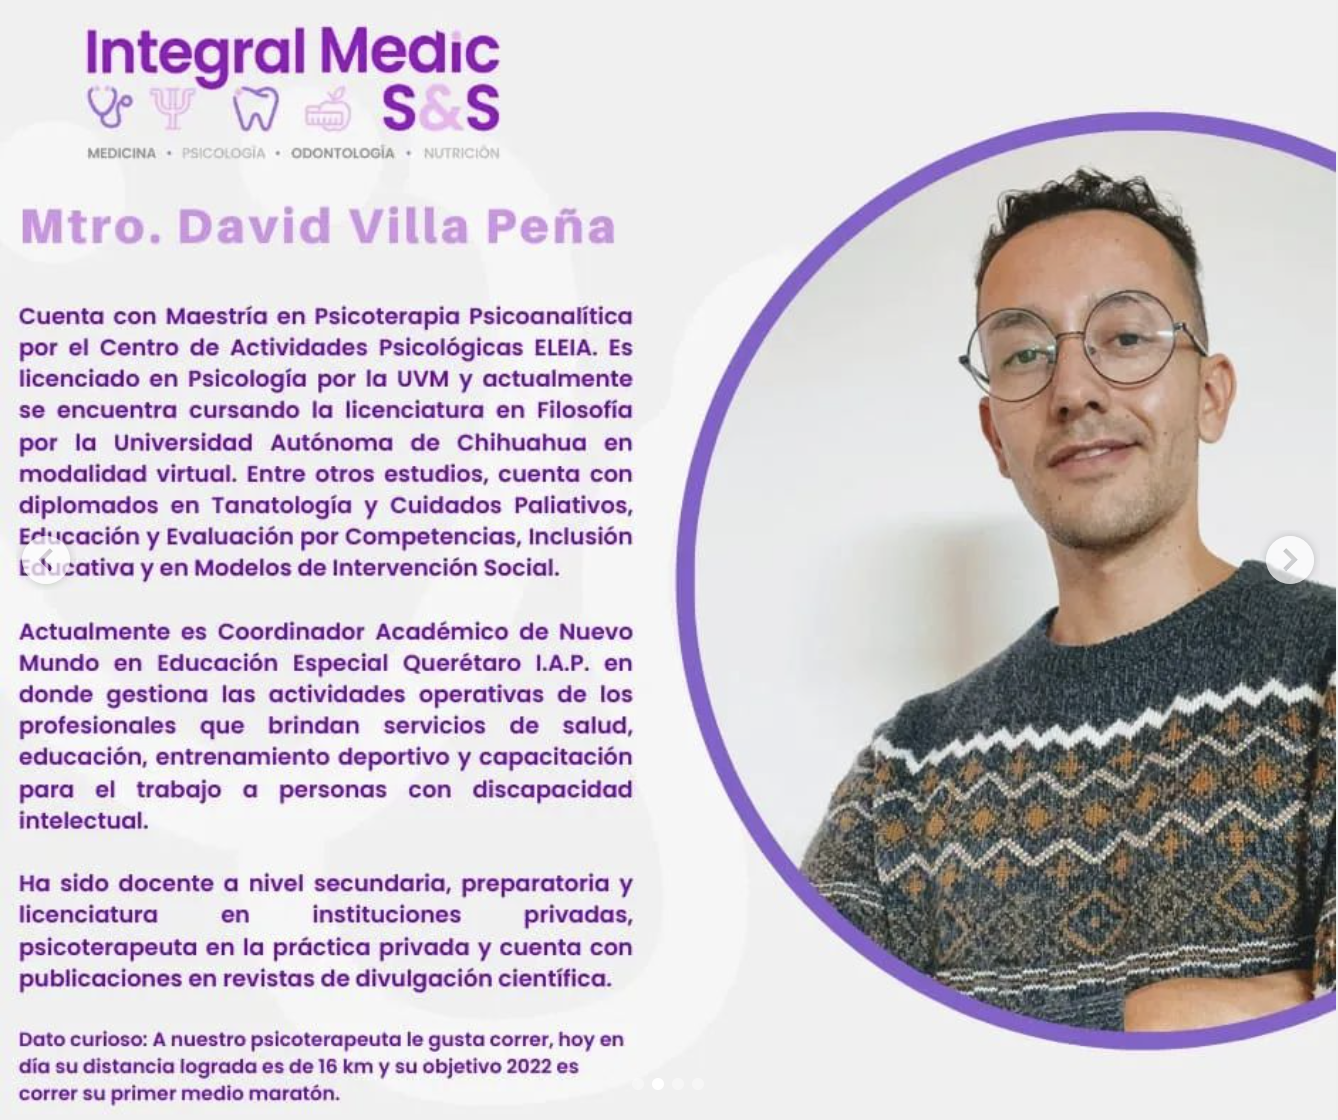 Integral Medic
S&S
MEDICINA • PSICOLOGÍA • ODONTOLOGÍA • NUTRICIÓN
Mtro. David Villa Peña
Cuenta con Maestría en Psicoterapia Psicoanalítica
por el Centro de Actividades Psicológicas ELEIA. Es
licenciado en Psicología por la UVM y actualmente
se encuentra cursando la licenciatura en Filosofía
por la Universidad Autónoma de Chihuahua en
modalidad virtual. Entre otros estudios, cuenta con
diplomados en Tanatología y Cuidados Paliativos,
Educación y Evaluación por Competencias, Inclusión
Educativa y en Modelos de Intervención Social.
Actualmente es Coordinador Académico de Nuevo
Mundo en Educación Especial Querétaro I.A.P. en
donde gestiona las actividades operativas de los
profesionales que brindan servicios de salud,
educación, entrenamiento deportivo y capacitación
para el trabajo a personas con discapacidad
intelectual.
Ha sido docente a nivel secundaria, preparatoria y
licenciatura en instituciones privadas,
psicoterapeuta en la práctica privada y cuenta con
publicaciones en revistas de divulgación científica.
Dato curioso: A nuestro psicoterapeuta le gusta correr, hoy en
día su distancia lograda es de 16 km y su objetivo 2022 es
correr su primer medio maratón.